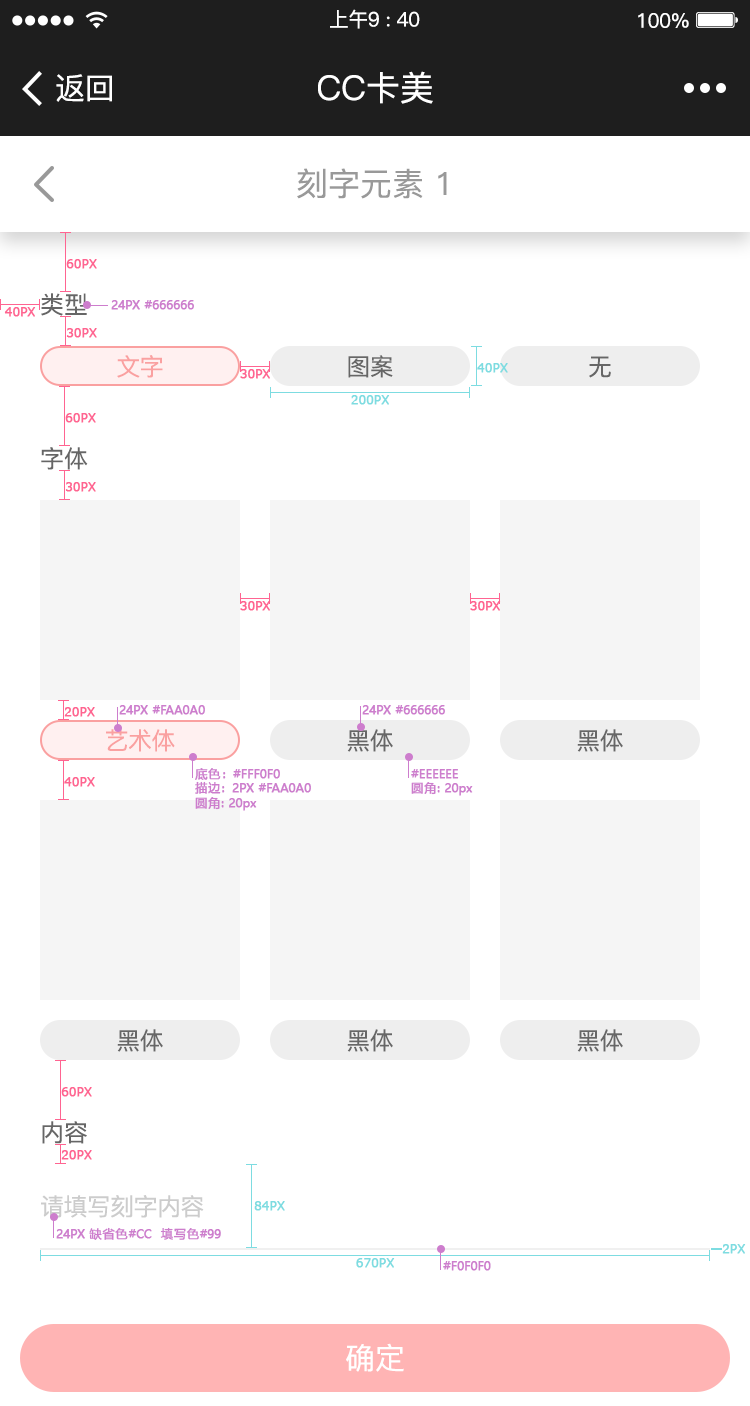 上午9 : 40
100%
返回
CC卡美
刻字元素 1
60PX
类型
24PX #666666
40PX
30PX
文字
30PX
图案
40PX
无
200PX
60PX
字体
30PX
30PX
30PX
20PX
24PX #FAA0A0
24PX #666666
艺术体
黑体
黑体
40PX
底色: #FFF0F0
描边: 2PX #FAA0A0
圆角: 20px
#EEEEEE
圆角: 20px
黑体
黑体
黑体
60PX
内容
20PX
请填写刻字内容
84PX
24PX 缺省色#CC 填写色#99
2PX
670PX
#F0F0F0
确定